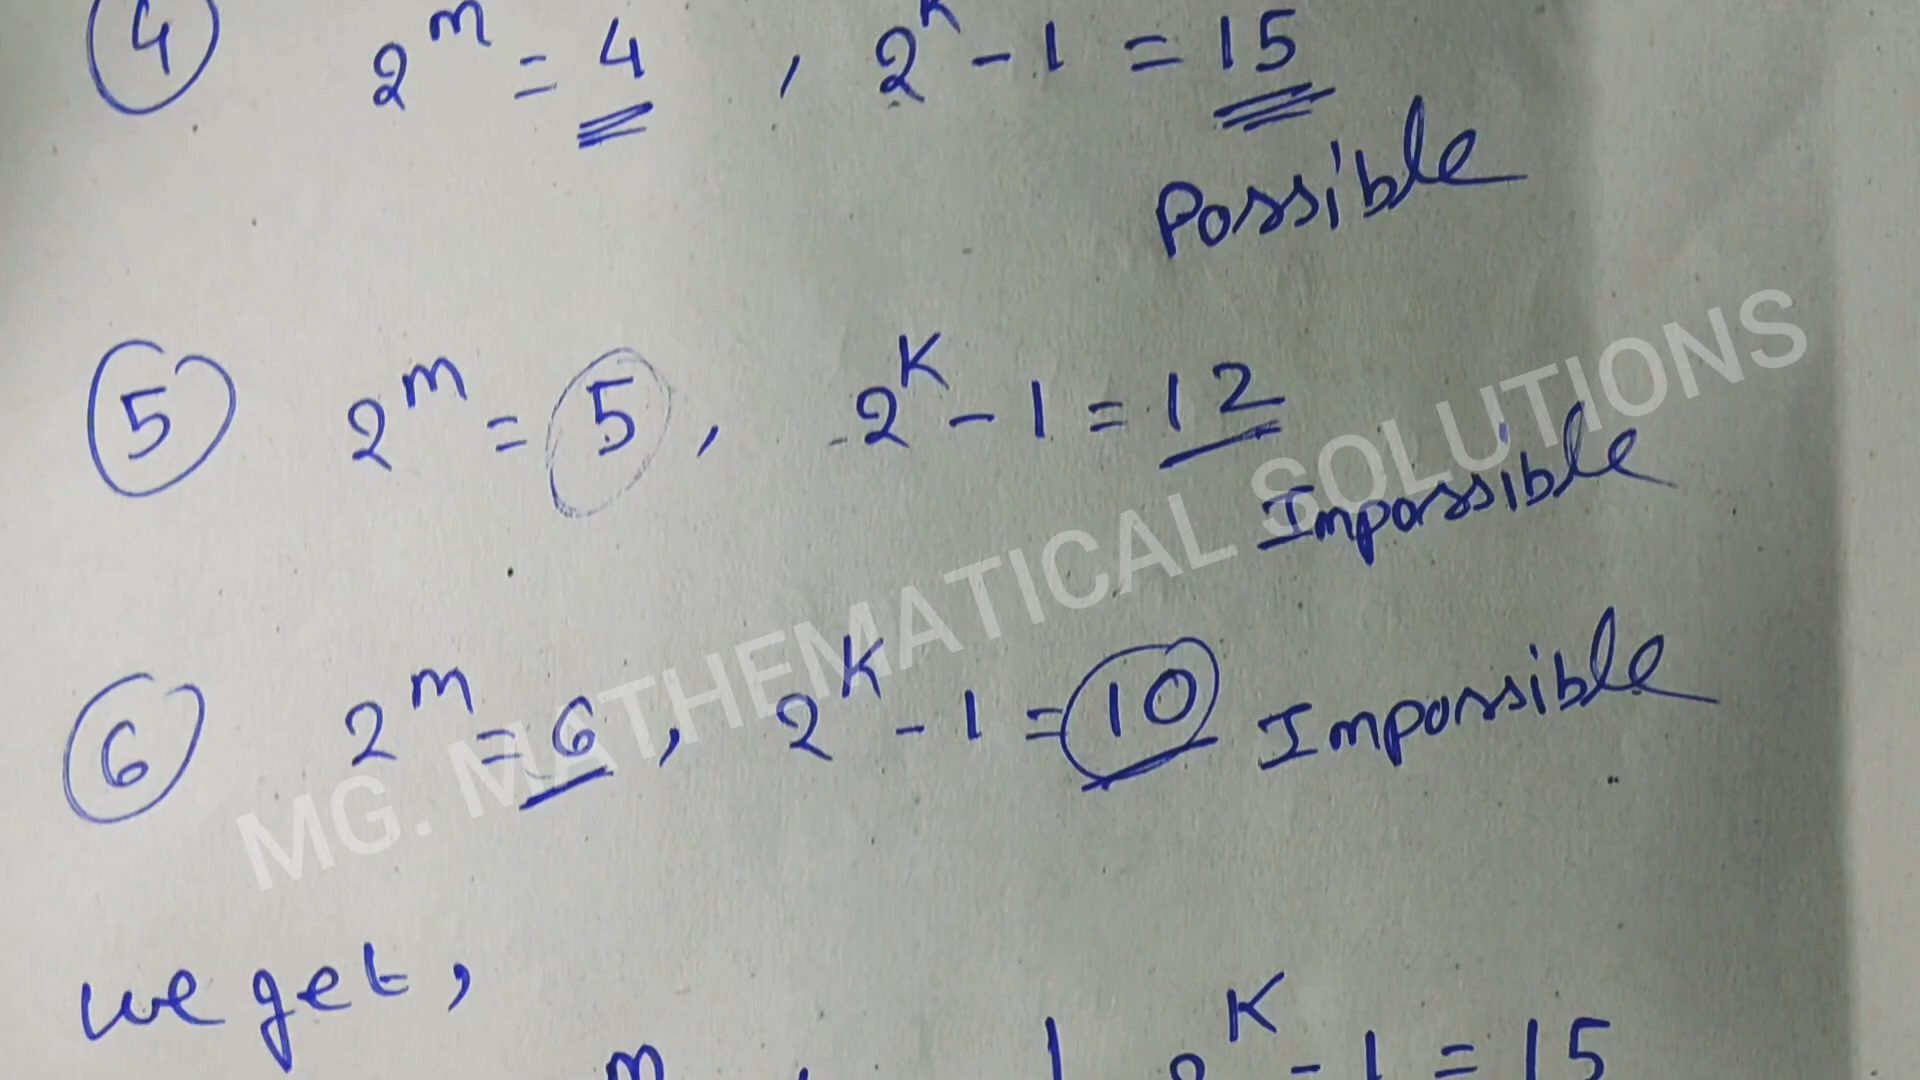 ④ 2^m = 4 , 2^K - 1 = 15
Possible
⑤ 2^m = 5 , 2^K - 1 = 12
Impossible
⑥ 2^m = 6 , 2^K - 1 = 10 Impossible
MG. MATHEMATICAL SOLUTIONS
we get,
m , 2^K - 1 = 15